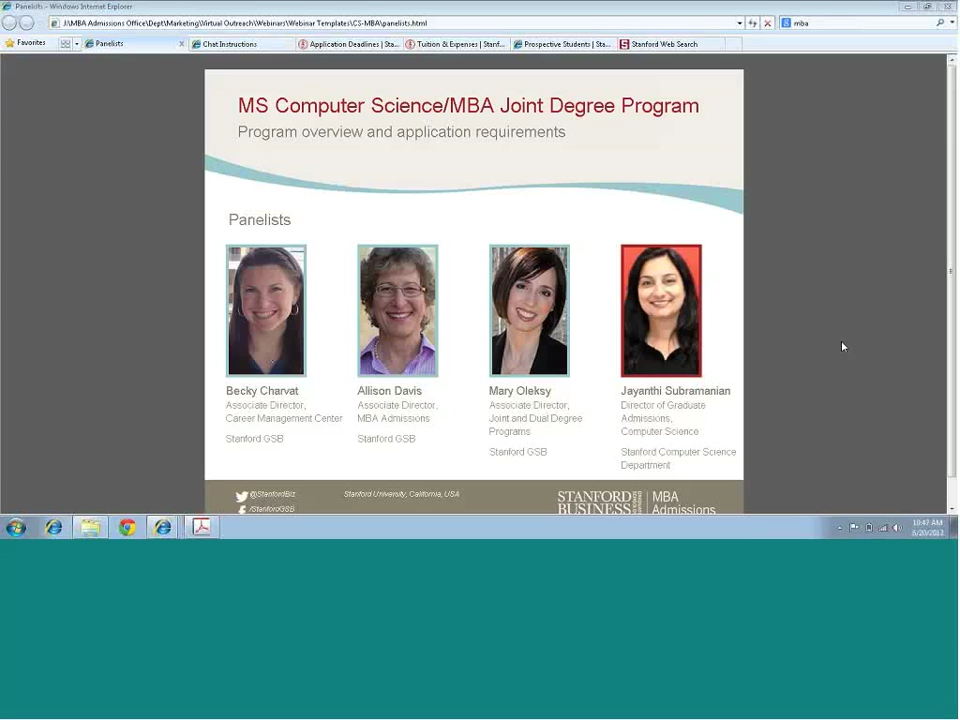 Panelists - Windows Internet Explorer
J:\MBA Admissions Office\Dept\Marketing\Virtual Outreach\Webinars\Webinar Templates\CS-MBA\panelists.html
mba
Favorites
Panelists
Chat Instructions
Application Deadlines | Sta...
Tuition & Expenses | Stanf...
Prospective Students | Sta...
Stanford Web Search
MS Computer Science/MBA Joint Degree Program
Program overview and application requirements
Panelists
Becky Charvat
Associate Director,
Career Management Center
Stanford GSB
Allison Davis
Associate Director,
MBA Admissions
Stanford GSB
Mary Oleksy
Associate Director,
Joint and Dual Degree
Programs
Stanford GSB
Jayanthi Subramanian
Director of Graduate
Admissions,
Computer Science
Stanford Computer Science
Department
@StanfordBiz
/StanfordGSB
Stanford University, California, USA
STANFORD
BUSINESS
MBA
Admissions
10:47 AM